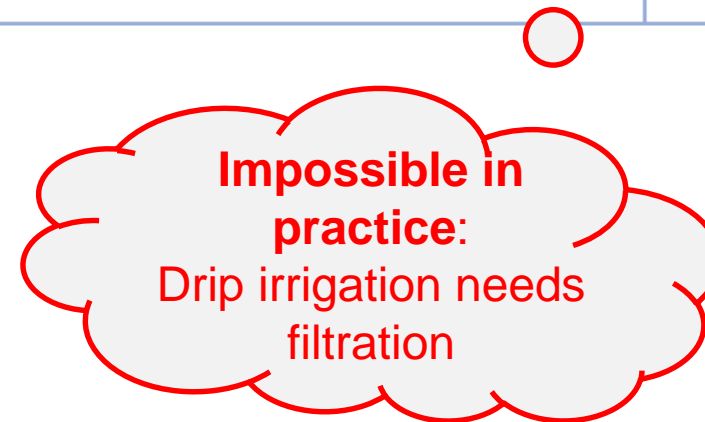 Impossible in
practice:
Drip irrigation needs
filtration